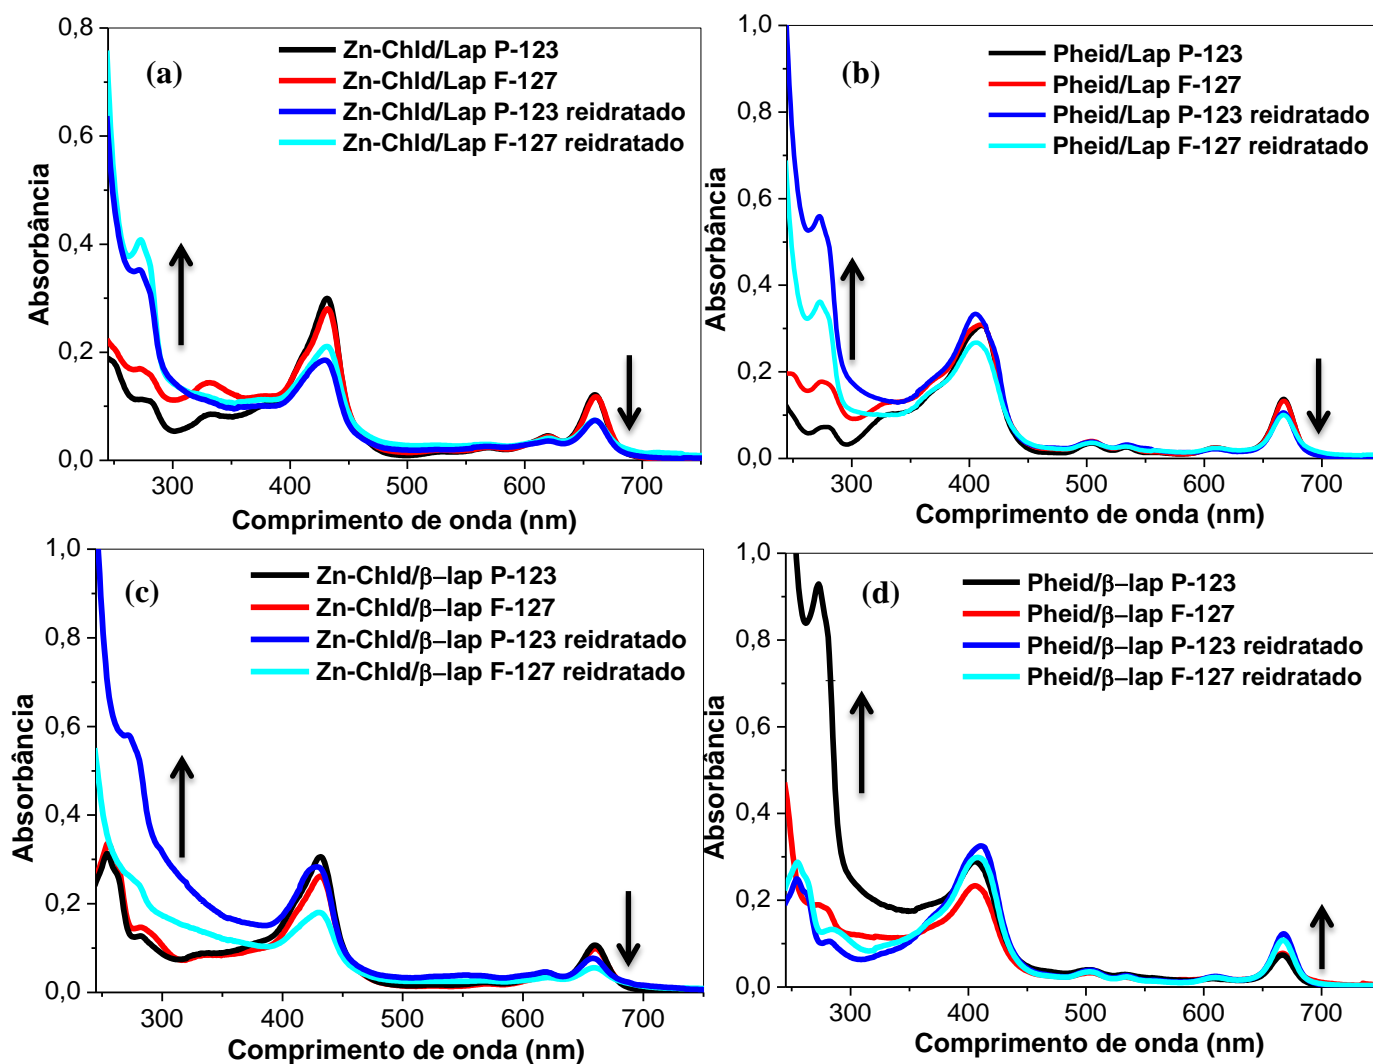 (a)
Zn-Chld/Lap P-123
Zn-Chld/Lap F-127
Zn-Chld/Lap P-123 reidratado
Zn-Chld/Lap F-127 reidratado
Absorbância
0,8
0,6
0,4
0,2
0,0
300 400 500 600 700
Comprimento de onda (nm)
(b)
Pheid/Lap P-123
Pheid/Lap F-127
Pheid/Lap P-123 reidratado
Pheid/Lap F-127 reidratado
Absorbância
1,0
0,8
0,6
0,4
0,2
0,0
300 400 500 600 700
Comprimento de onda (nm)
(c)
Zn-Chld/β–lap P-123
Zn-Chld/β–lap F-127
Zn-Chld/β–lap P-123 reidratado
Zn-Chld/β–lap F-127 reidratado
Absorbância
1,0
0,8
0,6
0,4
0,2
0,0
300 400 500 600 700
Comprimento de onda (nm)
(d)
Pheid/β–lap P-123
Pheid/β–lap F-127
Pheid/β–lap P-123 reidratado
Pheid/β–lap F-127 reidratado
Absorbância
1,0
0,8
0,6
0,4
0,2
0,0
300 400 500 600 700
Comprimento de onda (nm)